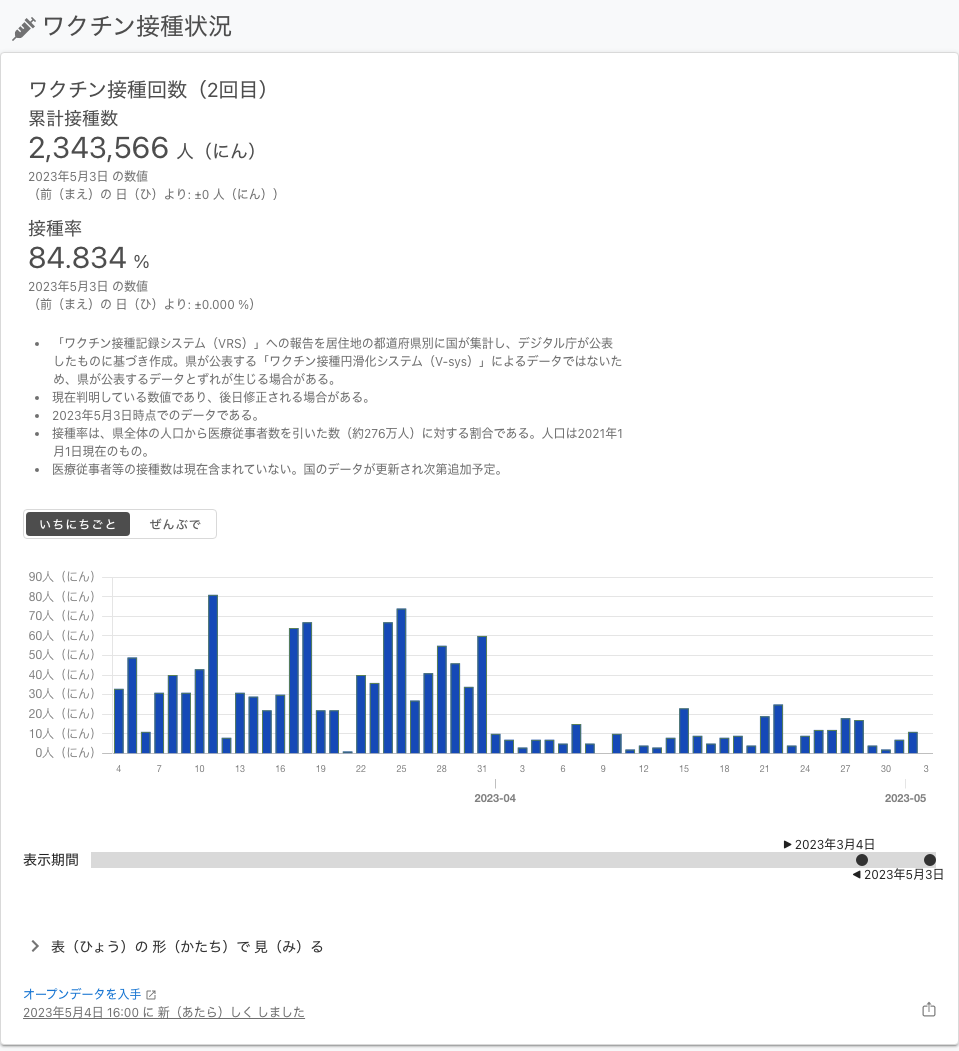 ワクチン接種状況
ワクチン接種回数（2回目）
累計接種数
2,343,566 人（にん）
2023年5月3日 の数値
（前（まえ）の 日（ひ）より: ±0 人（にん））
接種率
84.834 %
2023年5月3日 の数値
（前（まえ）の 日（ひ）より: ±0.000 %）
• 「ワクチン接種記録システム（VRS）」への報告を居住地の都道府県別に国が集計し、デジタル庁が公表
したものに基づき作成。県が公表する「ワクチン接種円滑化システム（V-sys）」によるデータではないた
め、県が公表するデータとずれが生じる場合がある。
• 現在判明している数値であり、後日修正される場合がある。
• 2023年5月3日時点でのデータである。
• 接種率は、県全体の人口から医療従事者数を引いた数（約276万人）に対する割合である。人口は2021年1
月1日現在のもの。
• 医療従事者等の接種数は現在含まれていない。国のデータが更新され次第追加予定。
いちにちごと ぜんぶで
90人（にん）
80人（にん）
70人（にん）
60人（にん）
50人（にん）
40人（にん）
30人（にん）
20人（にん）
10人（にん）
0人（にん）
4 7 10 13 16 19 22 25 28 31 3 6 9 12 15 18 21 24 27 30 3
2023-04 2023-05
▶ 2023年3月4日
表示期間
◀ 2023年5月3日
表（ひょう）の 形（かたち）で 見（み）る
オープンデータを入手
2023年5月4日 16:00 に 新（あたら）しく しました